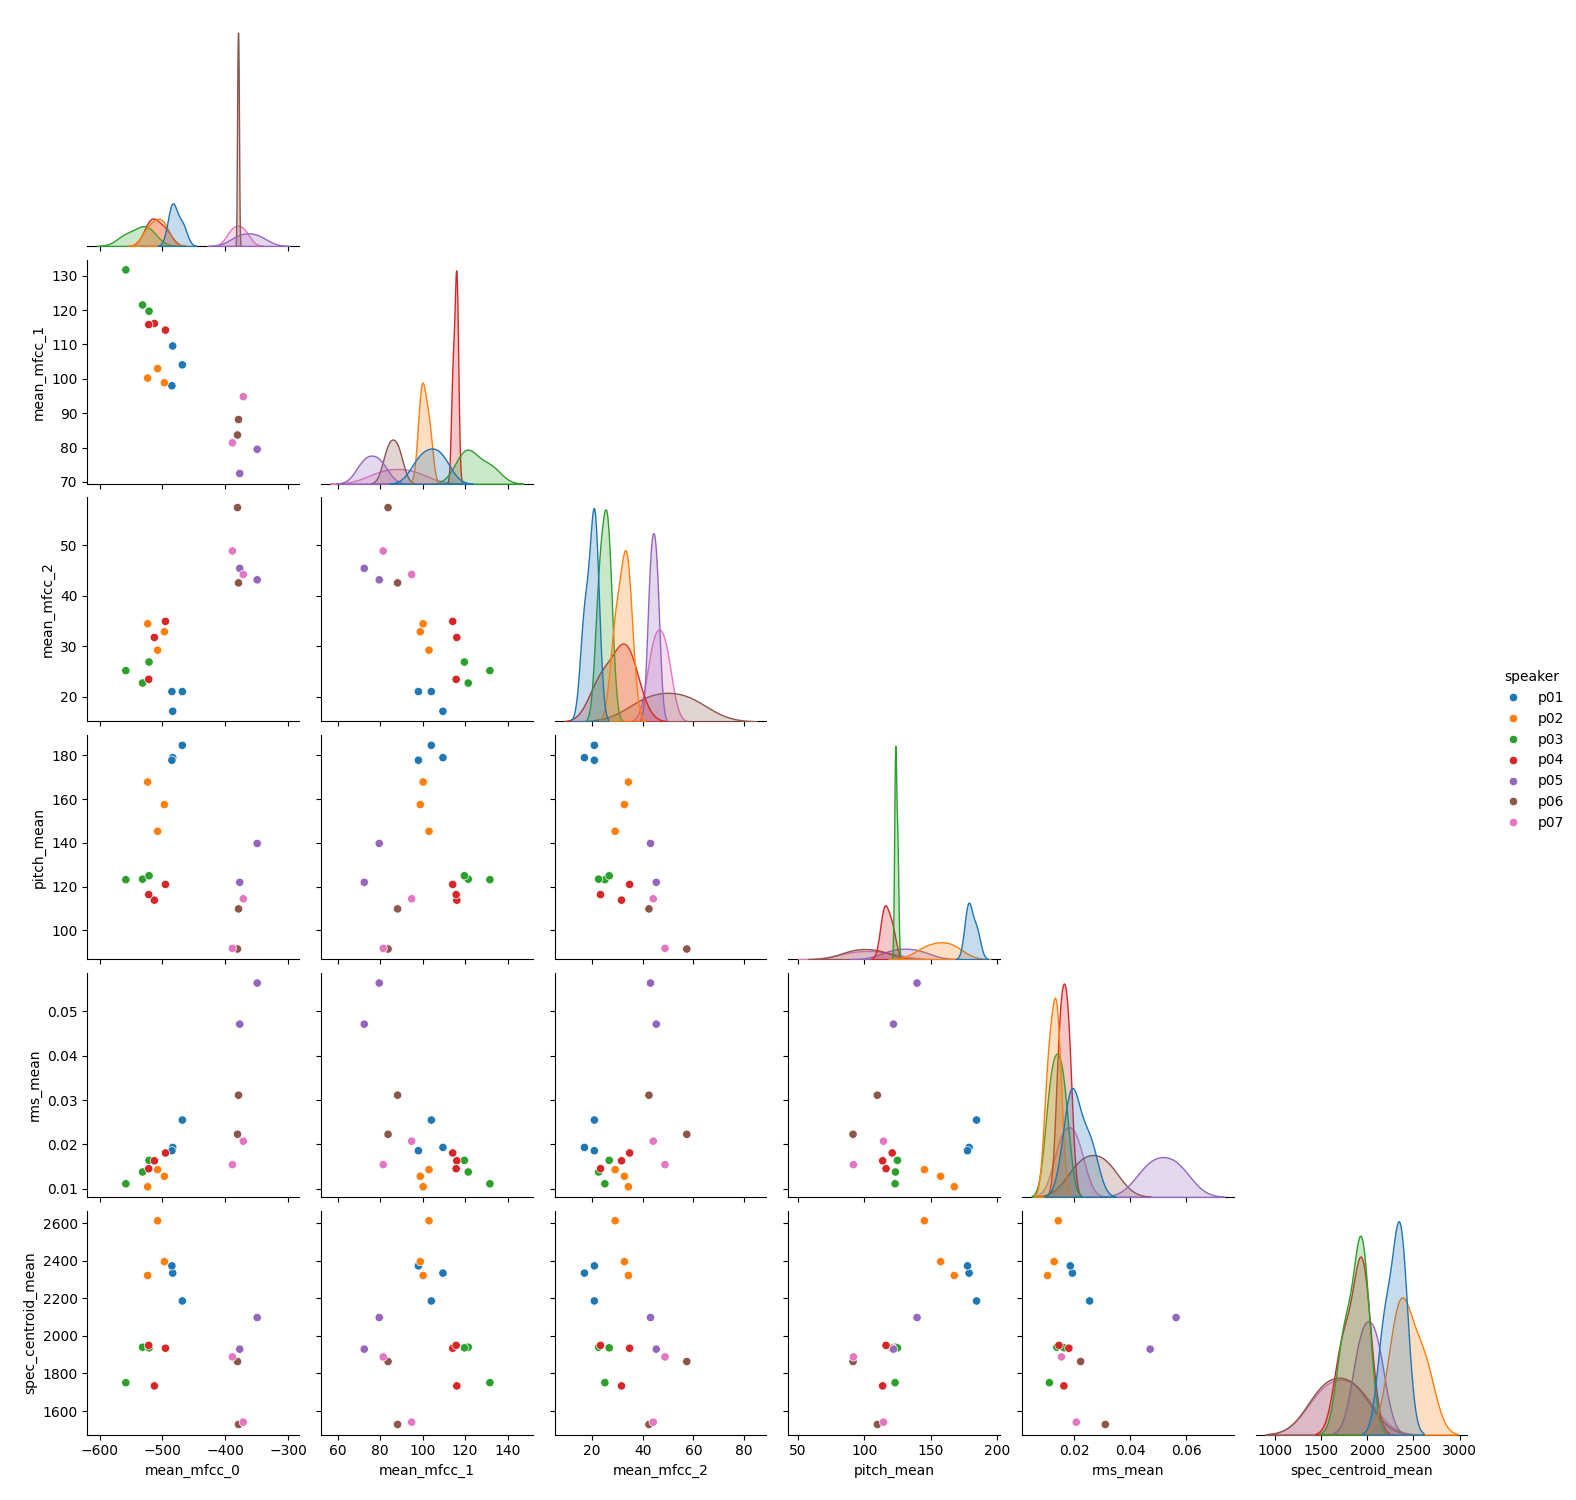 mean_mfcc_1
130
120
110
100
90
80
70
mean_mfcc_2
50
40
30
20
pitch_mean
180
160
140
120
100
rms_mean
0.05
0.04
0.03
0.02
0.01
spec_centroid_mean
2600
2400
2200
2000
1800
1600
−600 −500 −400 −300
mean_mfcc_0
60 80 100 120 140
mean_mfcc_1
20 40 60 80
mean_mfcc_2
50 100 150 200
pitch_mean
0.02 0.04 0.06
rms_mean
1000 1500 2000 2500 3000
spec_centroid_mean
speaker
p01
p02
p03
p04
p05
p06
p07